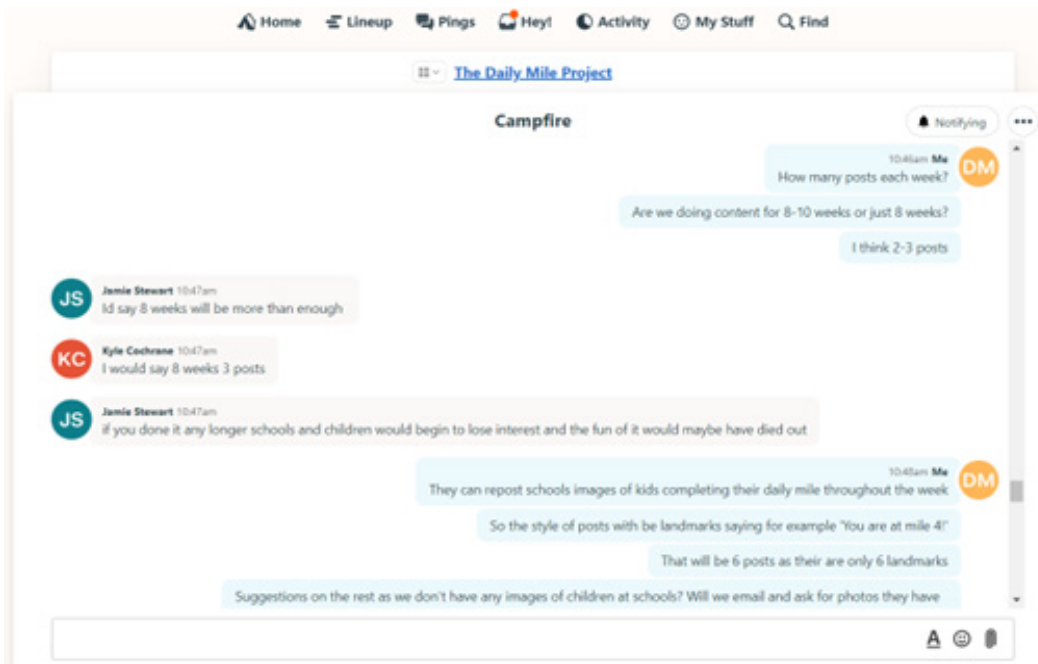 Home Lineup Pings Hey! Activity My Stuff Find
The Daily Mile Project
Campfire
Notifying
10:46am Me
DM
How many posts each week?
Are we doing content for 8-10 weeks or just 8 weeks?
I think 2-3 posts
JS
Jamie Stewart 10:47am
Id say 8 weeks will be more than enough
KC
Kyle Cochrane 10:47am
I would say 8 weeks 3 posts
JS
Jamie Stewart 10:47am
if you done it any longer schools and children would begin to lose interest and the fun of it would maybe have died out
10:48am Me
DM
They can repost schools images of kids completing their daily mile throughout the week
So the style of posts with be landmarks saying for example 'You are at mile 4!'
That will be 6 posts as their are only 6 landmarks
Suggestions on the rest as we don't have any images of children at schools? Will we email and ask for photos they have
A